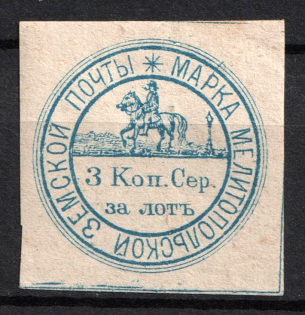 МАРКА МЕЛИТОПОЛЬСКОЙ ЗЕМСКОЙ ПОЧТЫ *
3 Коп. Сер.
за лотъ